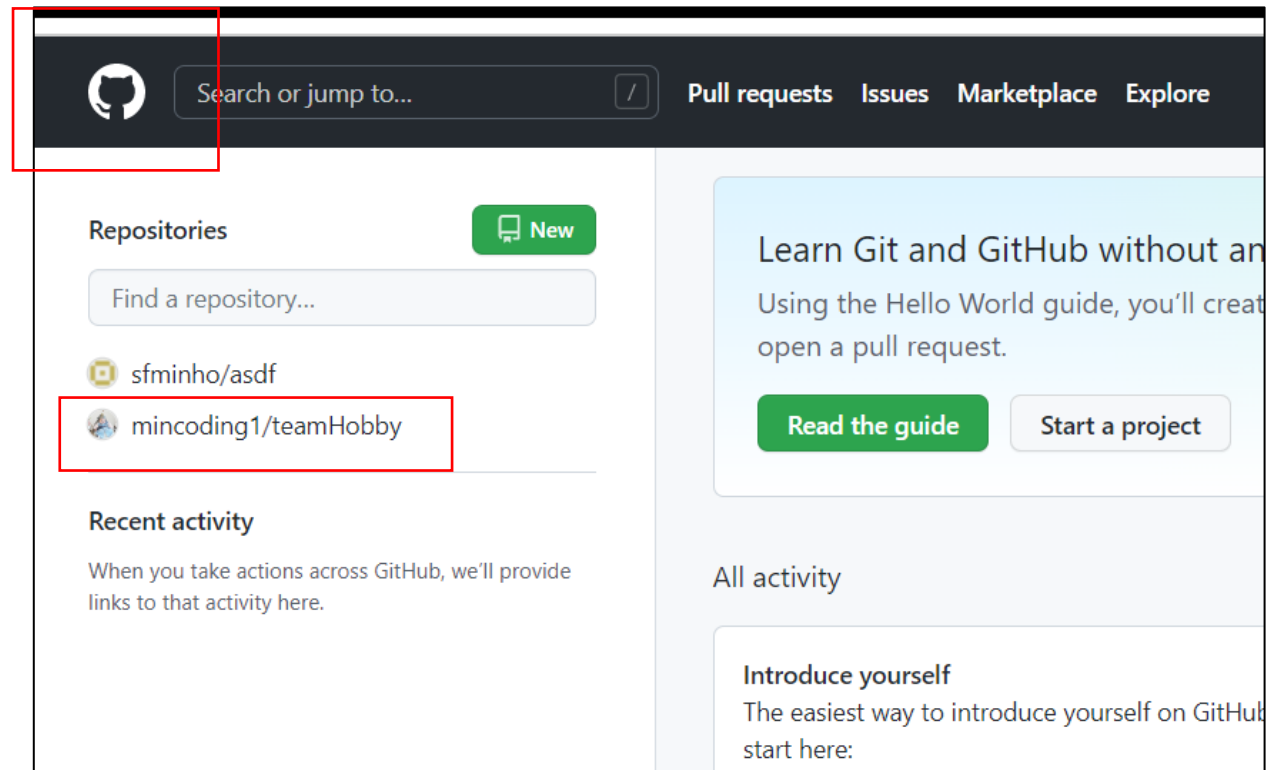 Search or jump to... /
Pull requests Issues Marketplace Explore
Repositories
New
Find a repository...
sfminho/asdf
mincoding1/teamHobby
Recent activity
When you take actions across GitHub, we'll provide
links to that activity here.
Learn Git and GitHub without an
Using the Hello World guide, you'll creat
open a pull request.
Read the guide
Start a project
All activity
Introduce yourself
The easiest way to introduce yourself on GitHub
start here: